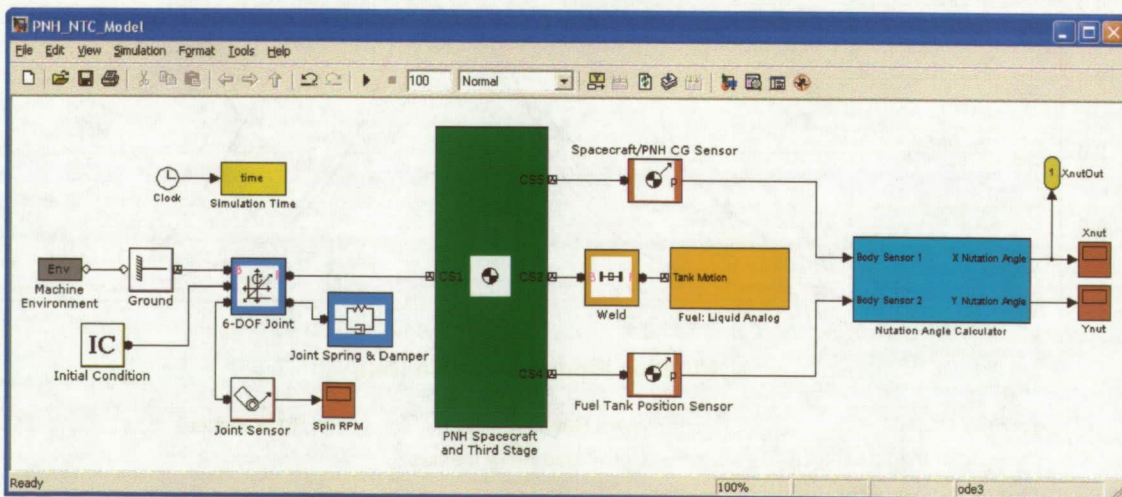 PNH_NTC_Model
File Edit View Simulation Format Tools Help
100 Normal
Spacecraft/PNH CG Sensor
CS5
p
time
Clock
Simulation Time
1
XnutOut
Xnut
Env
Machine
Environment
Ground
B F
6-DOF Joint
CS1
CS2
B F
Weld
Tank Motion
Fuel: Liquid Analog
Body Sensor 1
X Nutation Angle
Body Sensor 2
Y Nutation Angle
Nutation Angle Calculator
Ynut
IC
Initial Condition
Joint Spring & Damper
CS4
p
Fuel Tank Position Sensor
Joint Sensor
Spin RPM
PNH Spacecraft
and Third Stage
Ready
100%
ode3